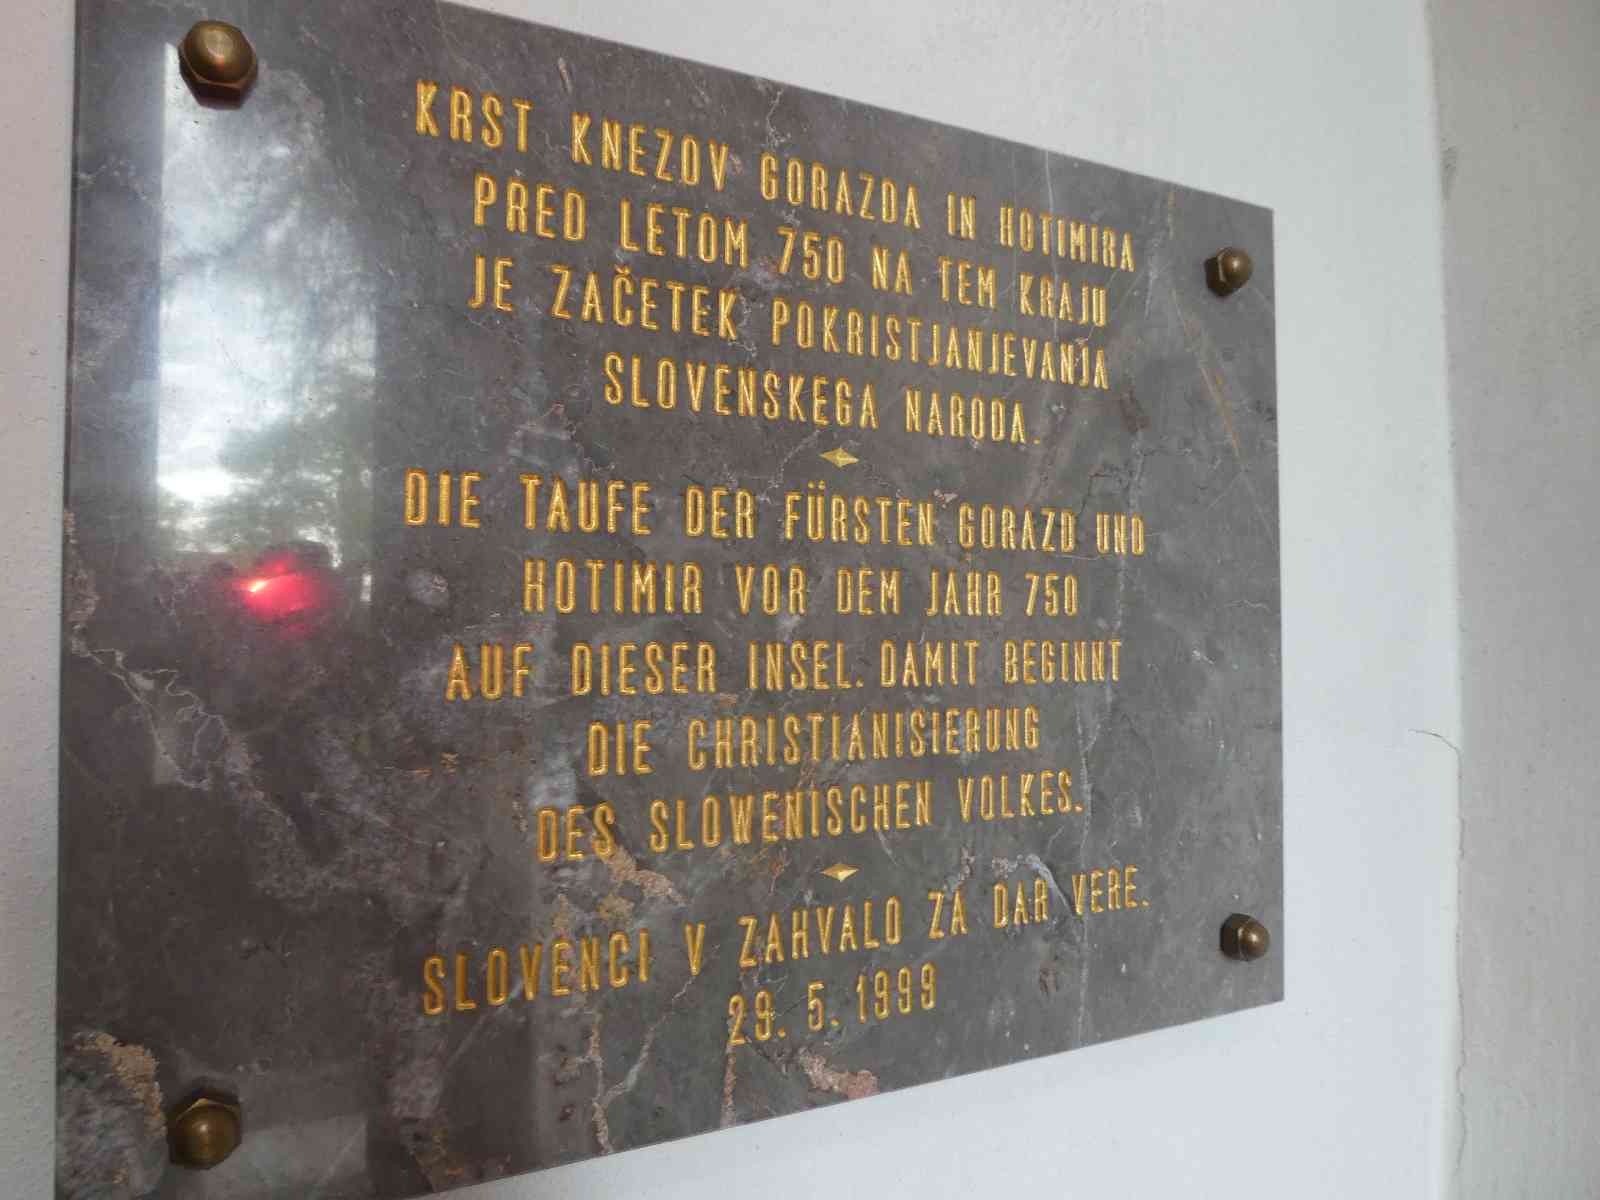 KRST KNEZOV GORAZDA IN HOTIMIRA
PRED LETOM 750 NA TEM KRAJU
JE ZAČETEK POKRISTJANJEVANJA
SLOVENSKEGA NARODA.
DIE TAUFE DER FÜRSTEN GORAZD UND
HOTIMIR VOR DEM JAHR 750
AUF DIESER INSEL. DAMIT BEGINNT
DIE CHRISTIANISIERUNG
DES SLOWENISCHEN VOLKES.
SLOVENCI V ZAHVALO ZA DAR VERE.
29. 5. 1999